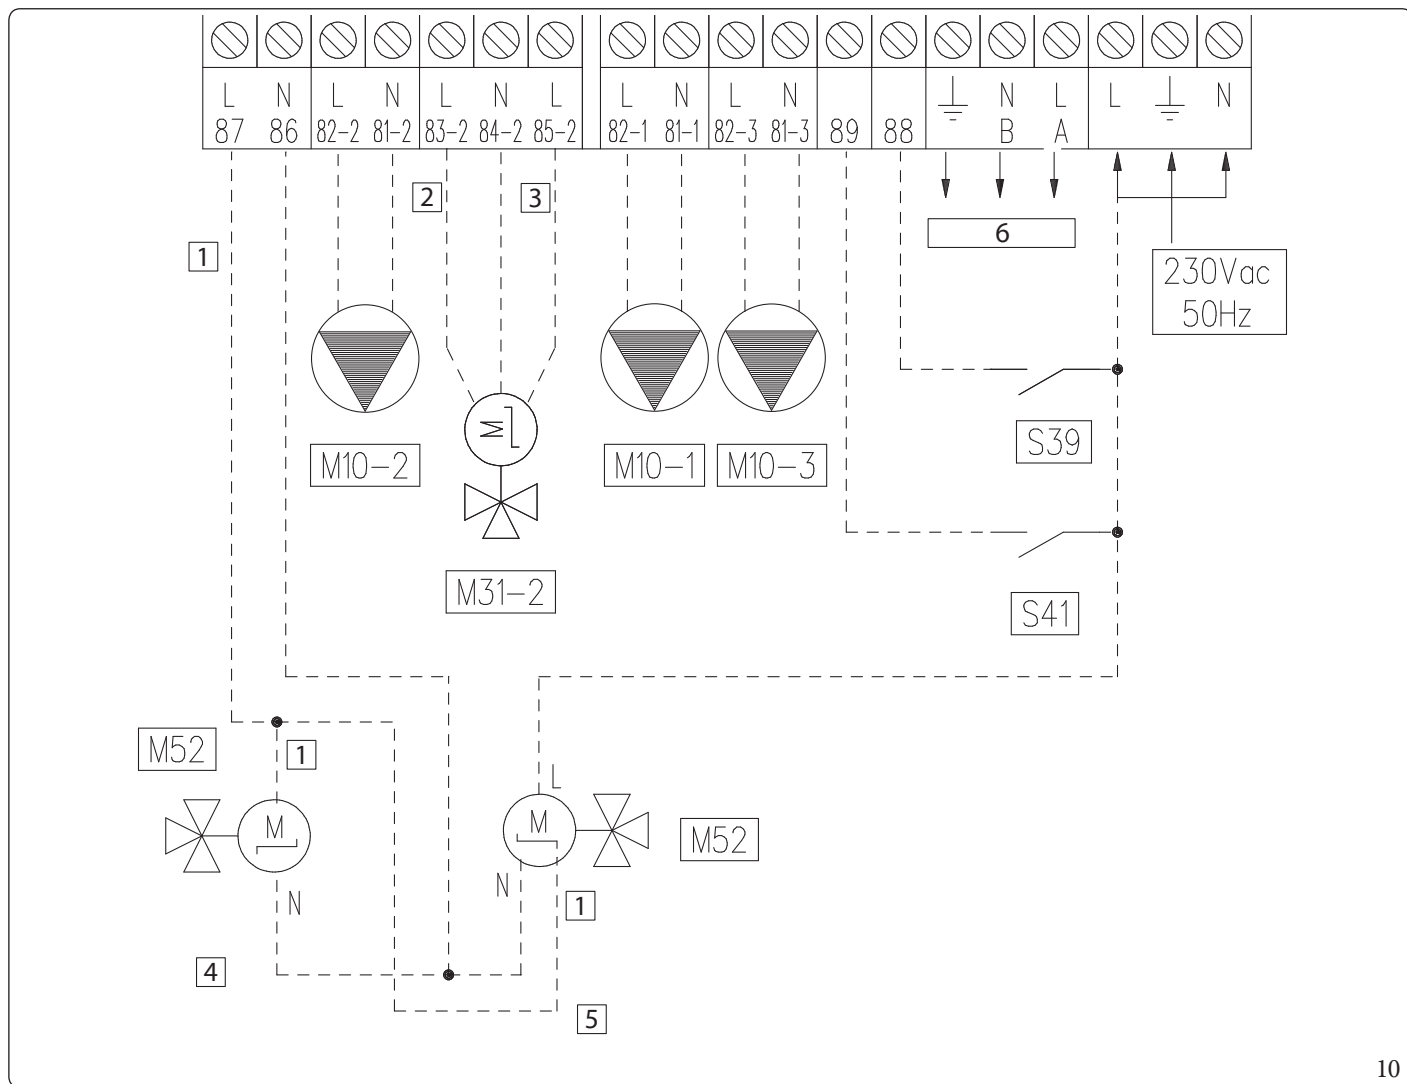 L N L N L N L L N L N N L L N
87 86 82-2 81-2 83-2 84-2 85-2 82-1 81-1 82-3 81-3 89 88 B A
2 3
1
6
230Vac
50Hz
M10-2 M M10-1 M10-3 S39
M31-2 S41
M52
1
L
M M M52
N N 1
4
5
10